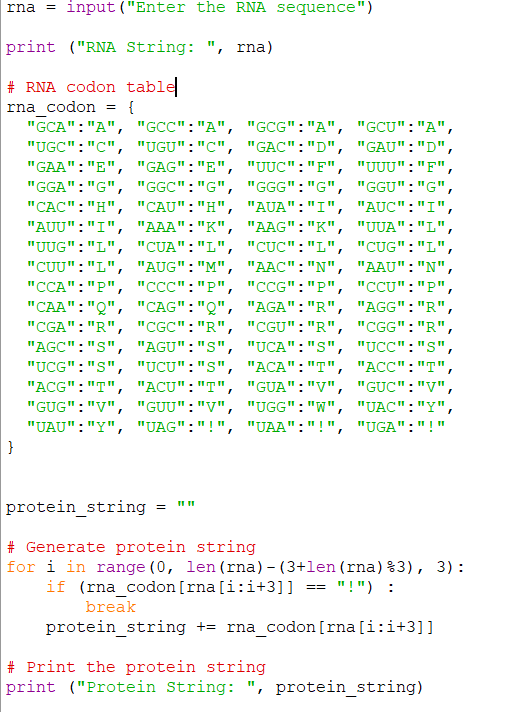 rna = input("Enter the RNA sequence")
print ("RNA String: ", rna)
# RNA codon table
rna_codon = {
"GCA":"A", "GCC":"A", "GCG":"A", "GCU":"A",
"UGC":"C", "UGU":"C", "GAC":"D", "GAU":"D",
"GAA":"E", "GAG":"E", "UUC":"F", "UUU":"F",
"GGA":"G", "GGC":"G", "GGG":"G", "GGU":"G",
"CAC":"H", "CAU":"H", "AUA":"I", "AUC":"I",
"AUU":"I", "AAA":"K", "AAG":"K", "UUA":"L",
"UUG":"L", "CUA":"L", "CUC":"L", "CUG":"L",
"CUU":"L", "AUG":"M", "AAC":"N", "AAU":"N",
"CCA":"P", "CCC":"P", "CCG":"P", "CCU":"P",
"CAA":"Q", "CAG":"Q", "AGA":"R", "AGG":"R",
"CGA":"R", "CGC":"R", "CGU":"R", "CGG":"R",
"AGC":"S", "AGU":"S", "UCA":"S", "UCC":"S",
"UCG":"S", "UCU":"S", "ACA":"T", "ACC":"T",
"ACG":"T", "ACU":"T", "GUA":"V", "GUC":"V",
"GUG":"V", "GUU":"V", "UGG":"W", "UAC":"Y",
"UAU":"Y", "UAG":"!", "UAA":"!", "UGA":"!"
}
protein_string = ""
# Generate protein string
for i in range(0, len(rna)-(3+len(rna)%3), 3):
if (rna_codon[rna[i:i+3]] == "!") :
break
protein_string += rna_codon[rna[i:i+3]]
# Print the protein string
print ("Protein String: ", protein_string)